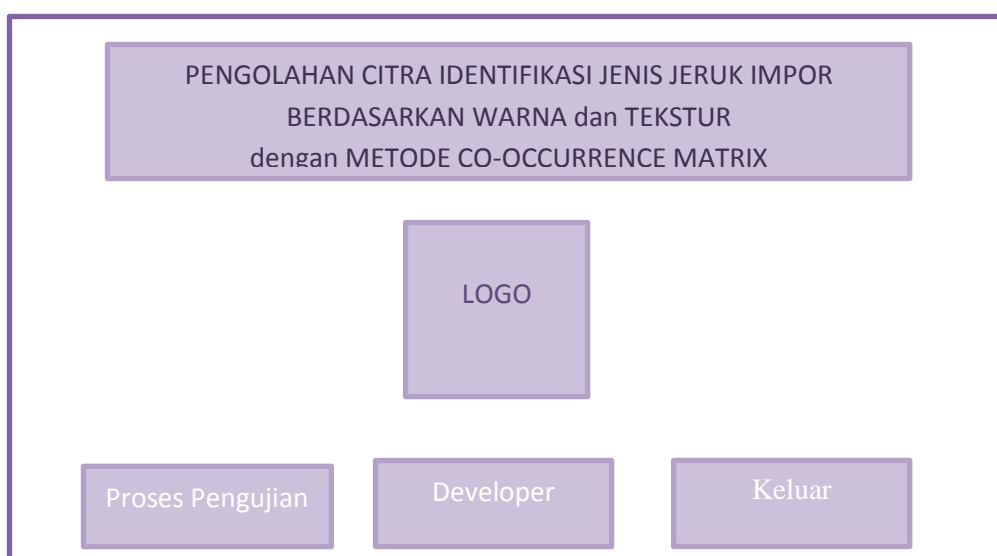 PENGOLAHAN CITRA IDENTIFIKASI JENIS JERUK IMPOR
BERDASARKAN WARNA dan TEKSTUR
dengan METODE CO-OCCURRENCE MATRIX
LOGO
Proses Pengujian
Developer
Keluar